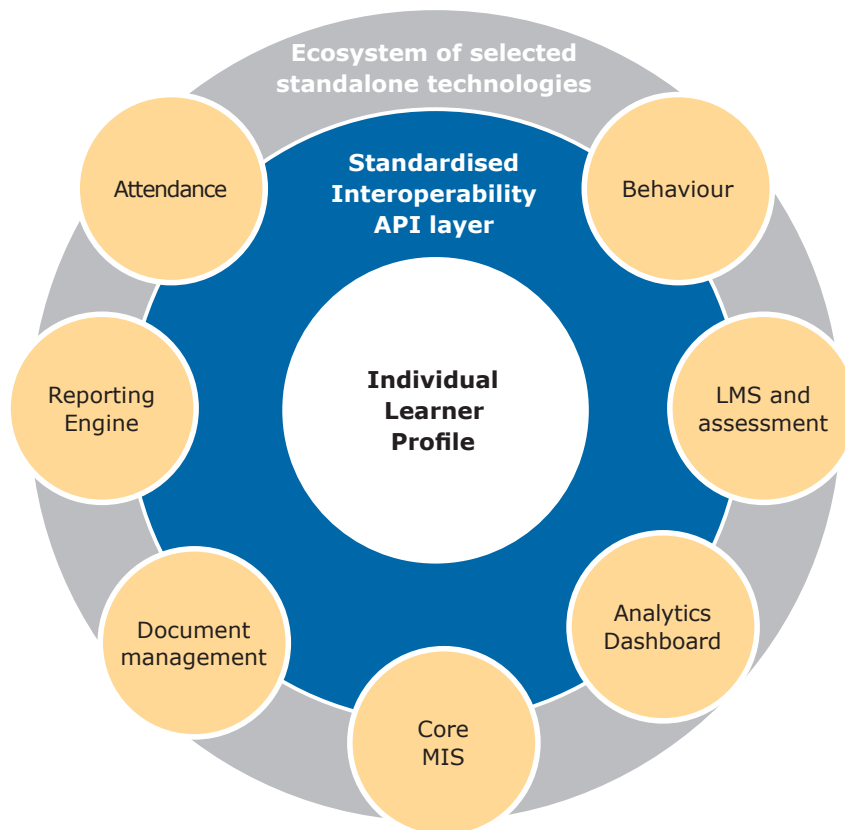 Ecosystem of selected
standalone technologies
Standardised
Interoperability
API layer
Attendance
Behaviour
Individual
Learner
Profile
Reporting
Engine
LMS and
assessment
Document
management
Analytics
Dashboard
Core
MIS